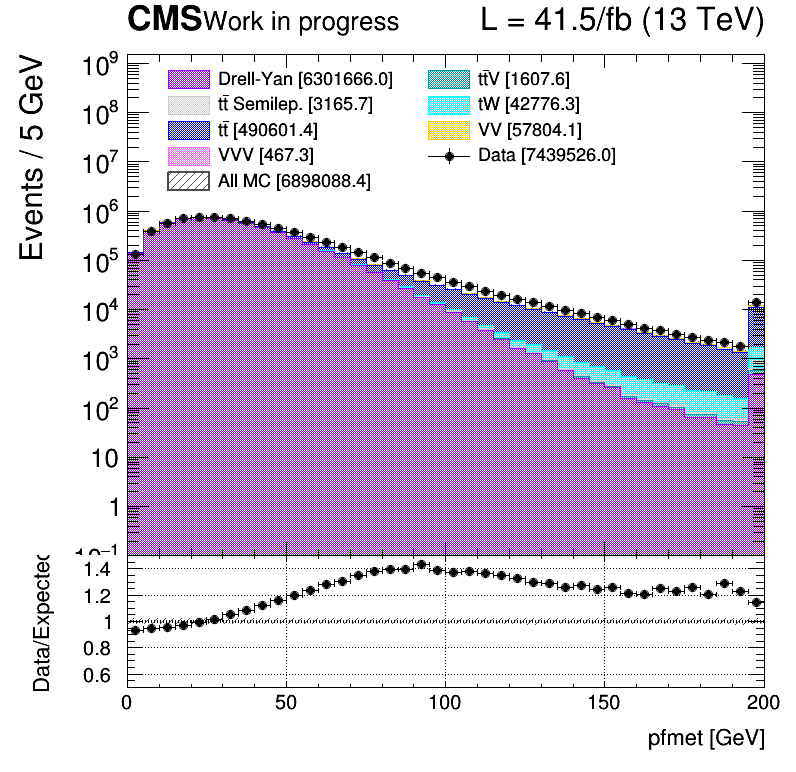 CMS Work in progress L = 41.5/fb (13 TeV)
Events / 5 GeV
10⁹
10⁸
10⁷
10⁶
10⁵
10⁴
10³
10²
10
1
10⁻¹
Drell-Yan [6301666.0]
tt̄ Semilep. [3165.7]
tt̄ [490601.4]
VVV [467.3]
All MC [6898088.4]
tt̄V [1607.6]
tW [42776.3]
VV [57804.1]
Data [7439526.0]
Data/Expected
1.4
1.2
1
0.8
0.6
0 50 100 150 200
pfmet [GeV]